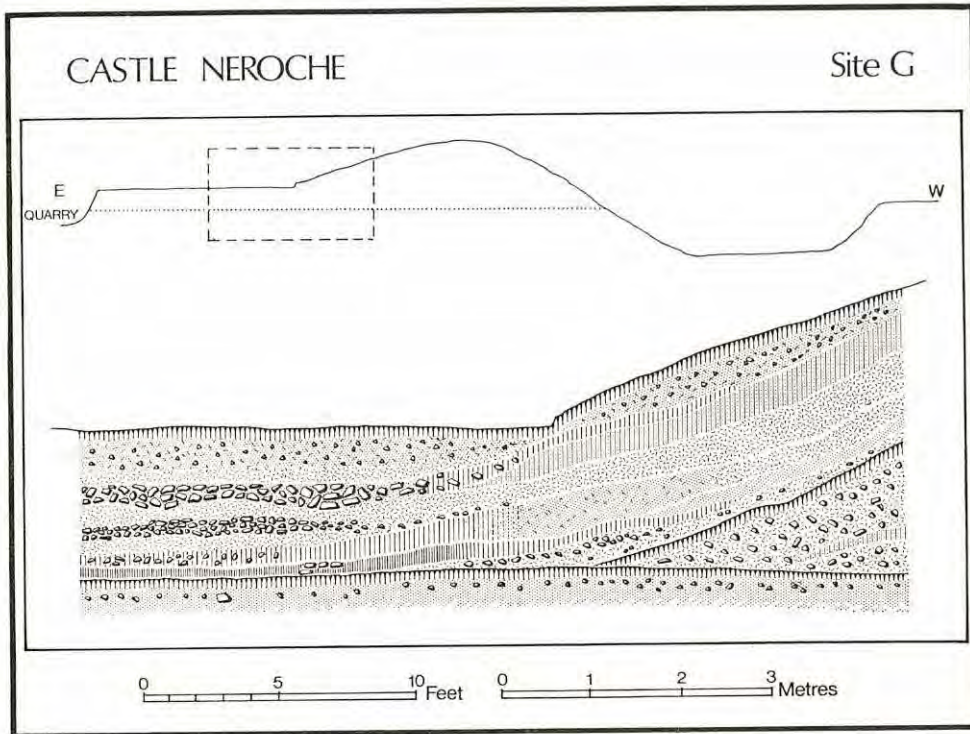 CASTLE NEROCHE
Site G
E
QUARRY
W
0 5 10 Feet
0 1 2 3 Metres